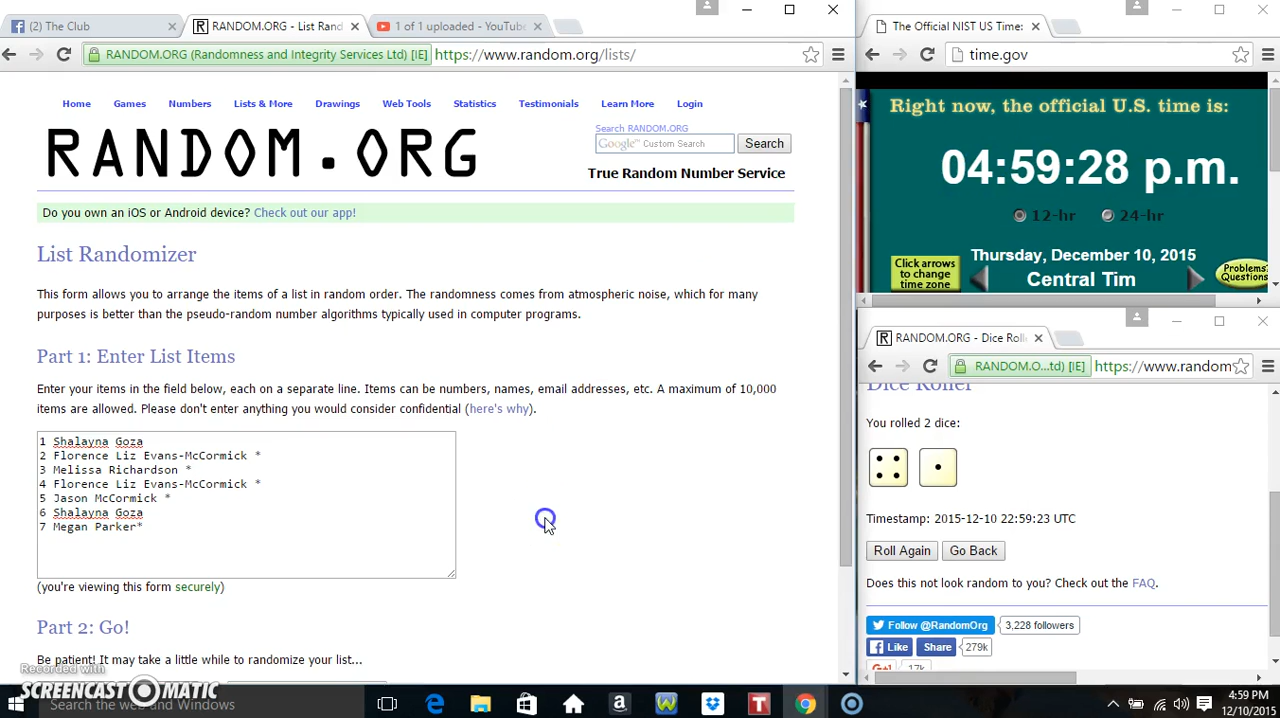 (2) The Club
RANDOM.ORG - List Rand
1 of 1 uploaded - YouTube
RANDOM.ORG (Randomness and Integrity Services Ltd) [IE]
https://www.random.org/lists/
Home Games Numbers Lists & More Drawings Web Tools Statistics Testimonials Learn More Login
RANDOM.ORG
Search RANDOM.ORG
Google™ Custom Search
Search
True Random Number Service
Do you own an iOS or Android device? Check out our app!
List Randomizer
This form allows you to arrange the items of a list in random order. The randomness comes from atmospheric noise, which for many
purposes is better than the pseudo-random number algorithms typically used in computer programs.
Part 1: Enter List Items
Enter your items in the field below, each on a separate line. Items can be numbers, names, email addresses, etc. A maximum of 10,000
items are allowed. Please don't enter anything you would consider confidential (here's why).
1 Shalayna Goza
2 Florence Liz Evans-McCormick *
3 Melissa Richardson *
4 Florence Liz Evans-McCormick *
5 Jason McCormick *
6 Shalayna Goza
7 Megan Parker*
(you're viewing this form securely)
Part 2: Go!
Be patient! It may take a little while to randomize your list...
Recorded with
SCREENCAST-O-MATIC
Search the web and Windows
The Official NIST US Time:
time.gov
Right now, the official U.S. time is:
04:59:28 p.m.
12-hr 24-hr
Thursday, December 10, 2015
Click arrows
to change
time zone
Central Tim
Problems?
Questions
RANDOM.ORG - Dice Roll
RANDOM.O...td) [IE]
https://www.random
Dice Roller
You rolled 2 dice:
Timestamp: 2015-12-10 22:59:23 UTC
Roll Again
Go Back
Does this not look random to you? Check out the FAQ.
Follow @RandomOrg
3,228 followers
Like
Share
279k
G+1
17k
4:59 PM
12/10/2015